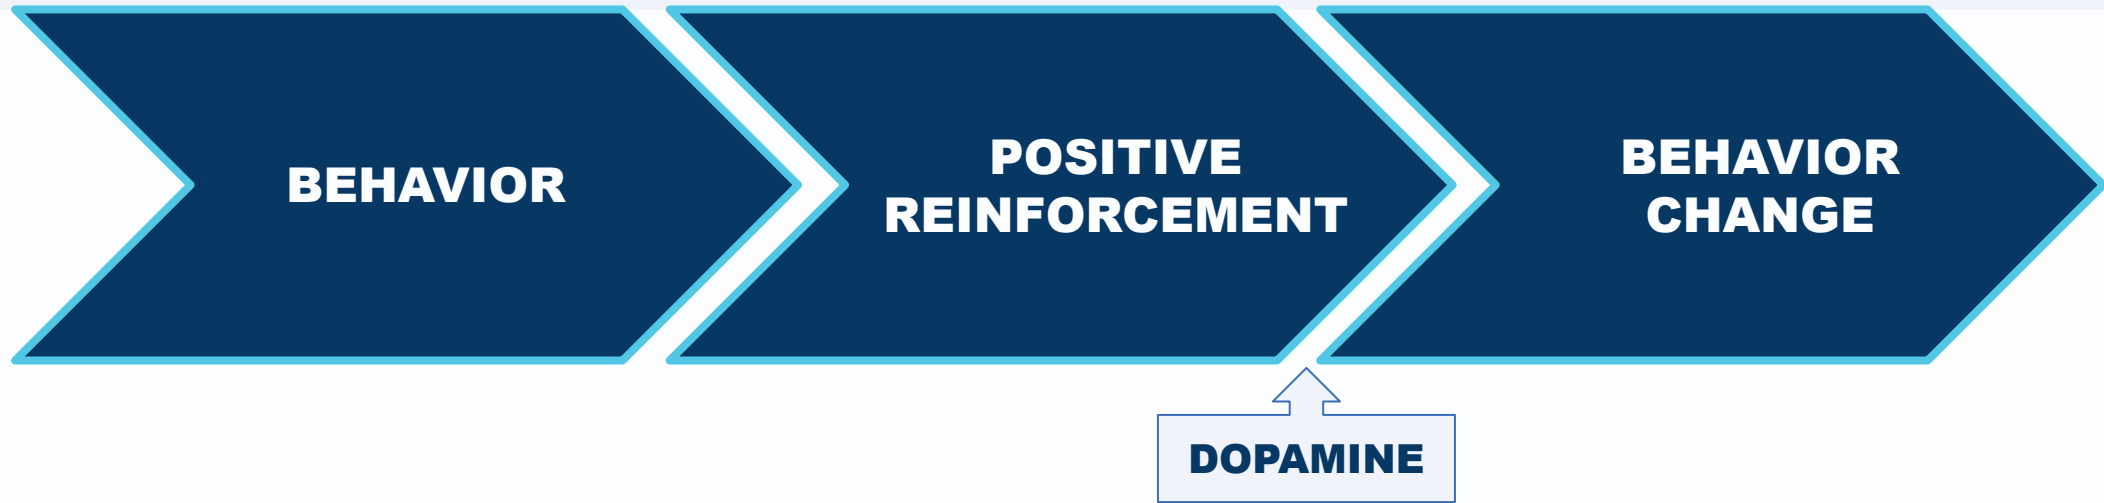 BEHAVIOR
POSITIVE
REINFORCEMENT
BEHAVIOR
CHANGE
DOPAMINE